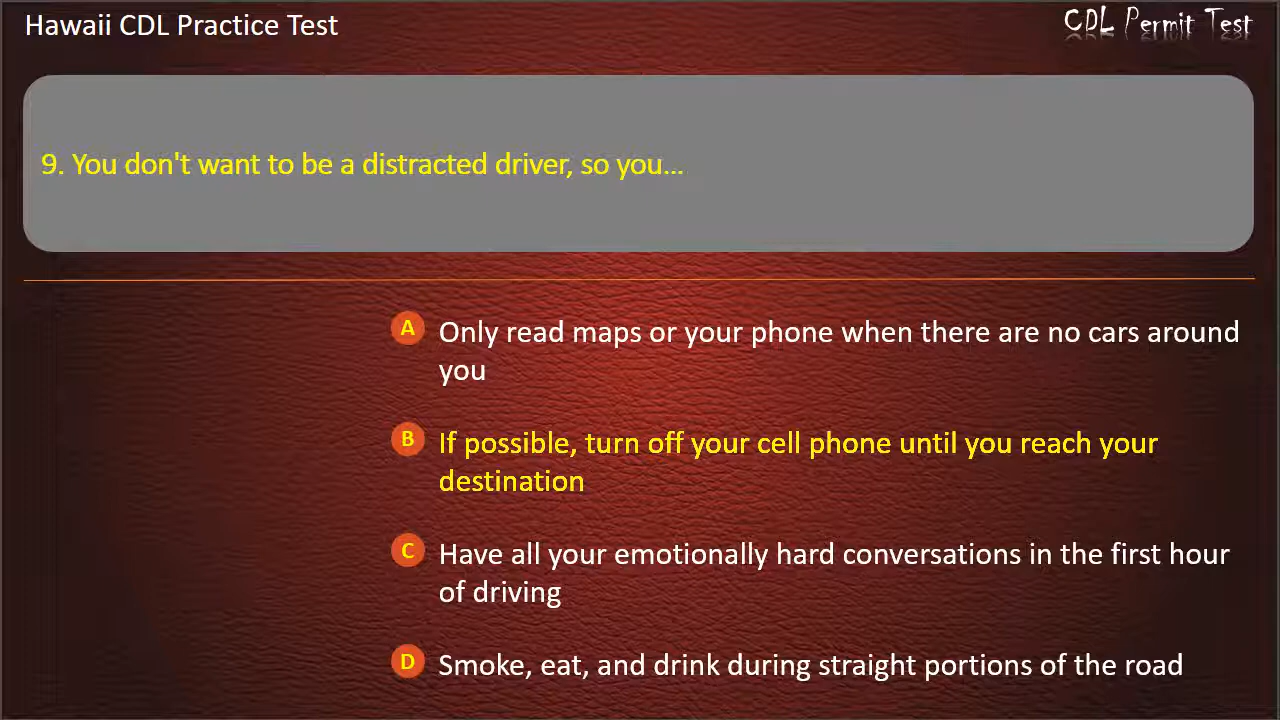 Hawaii CDL Practice Test
CDL Permit Test
9. You don't want to be a distracted driver, so you...
A Only read maps or your phone when there are no cars around
you
B If possible, turn off your cell phone until you reach your
destination
C Have all your emotionally hard conversations in the first hour
of driving
D Smoke, eat, and drink during straight portions of the road